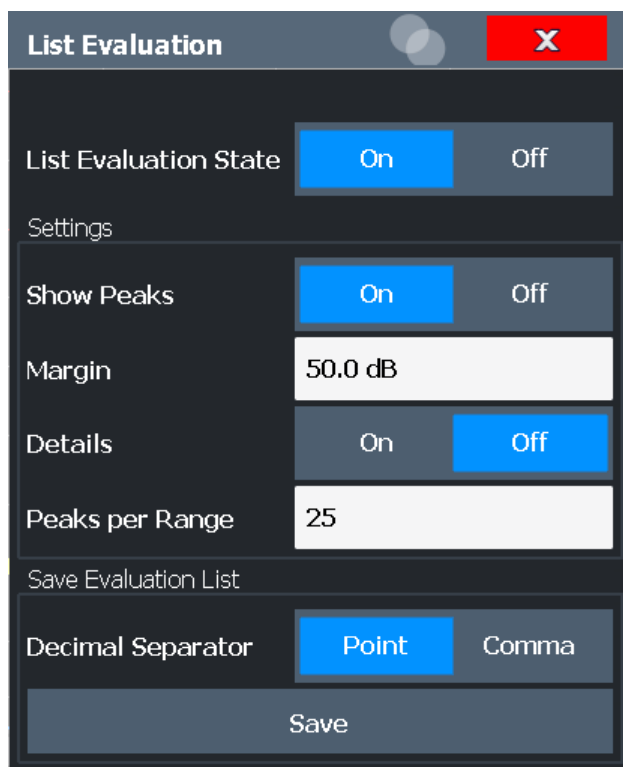 List Evaluation X
List Evaluation State On Off
Settings
Show Peaks On Off
Margin 50.0 dB
Details On Off
Peaks per Range 25
Save Evaluation List
Decimal Separator Point Comma
Save